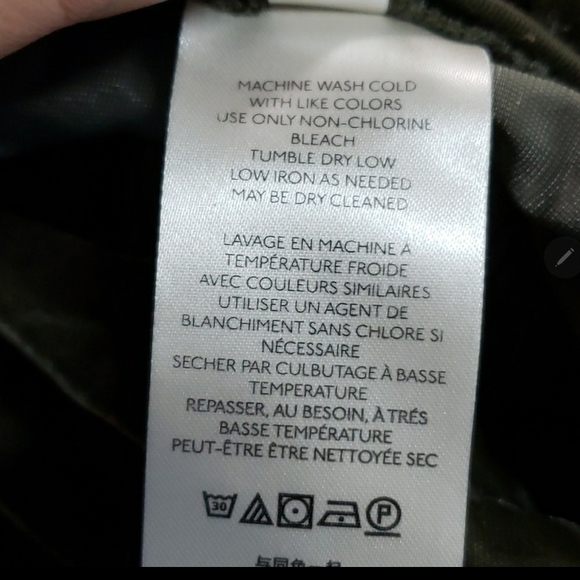 MACHINE WASH COLD
WITH LIKE COLORS
USE ONLY NON-CHLORINE
BLEACH
TUMBLE DRY LOW
LOW IRON AS NEEDED
MAY BE DRY CLEANED
LAVAGE EN MACHINE À
TEMPÉRATURE FROIDE
AVEC COULEURS SIMILAIRES
UTILISER UN AGENT DE
BLANCHIMENT SANS CHLORE SI
NÉCESSAIRE
SECHER PAR CULBUTAGE À BASSE
TEMPERATURE
REPASSER, AU BESOIN, À TRÉS
BASSE TEMPÉRATURE
PEUT-ÊTRE ÊTRE NETTOYÉE SEC
30 P